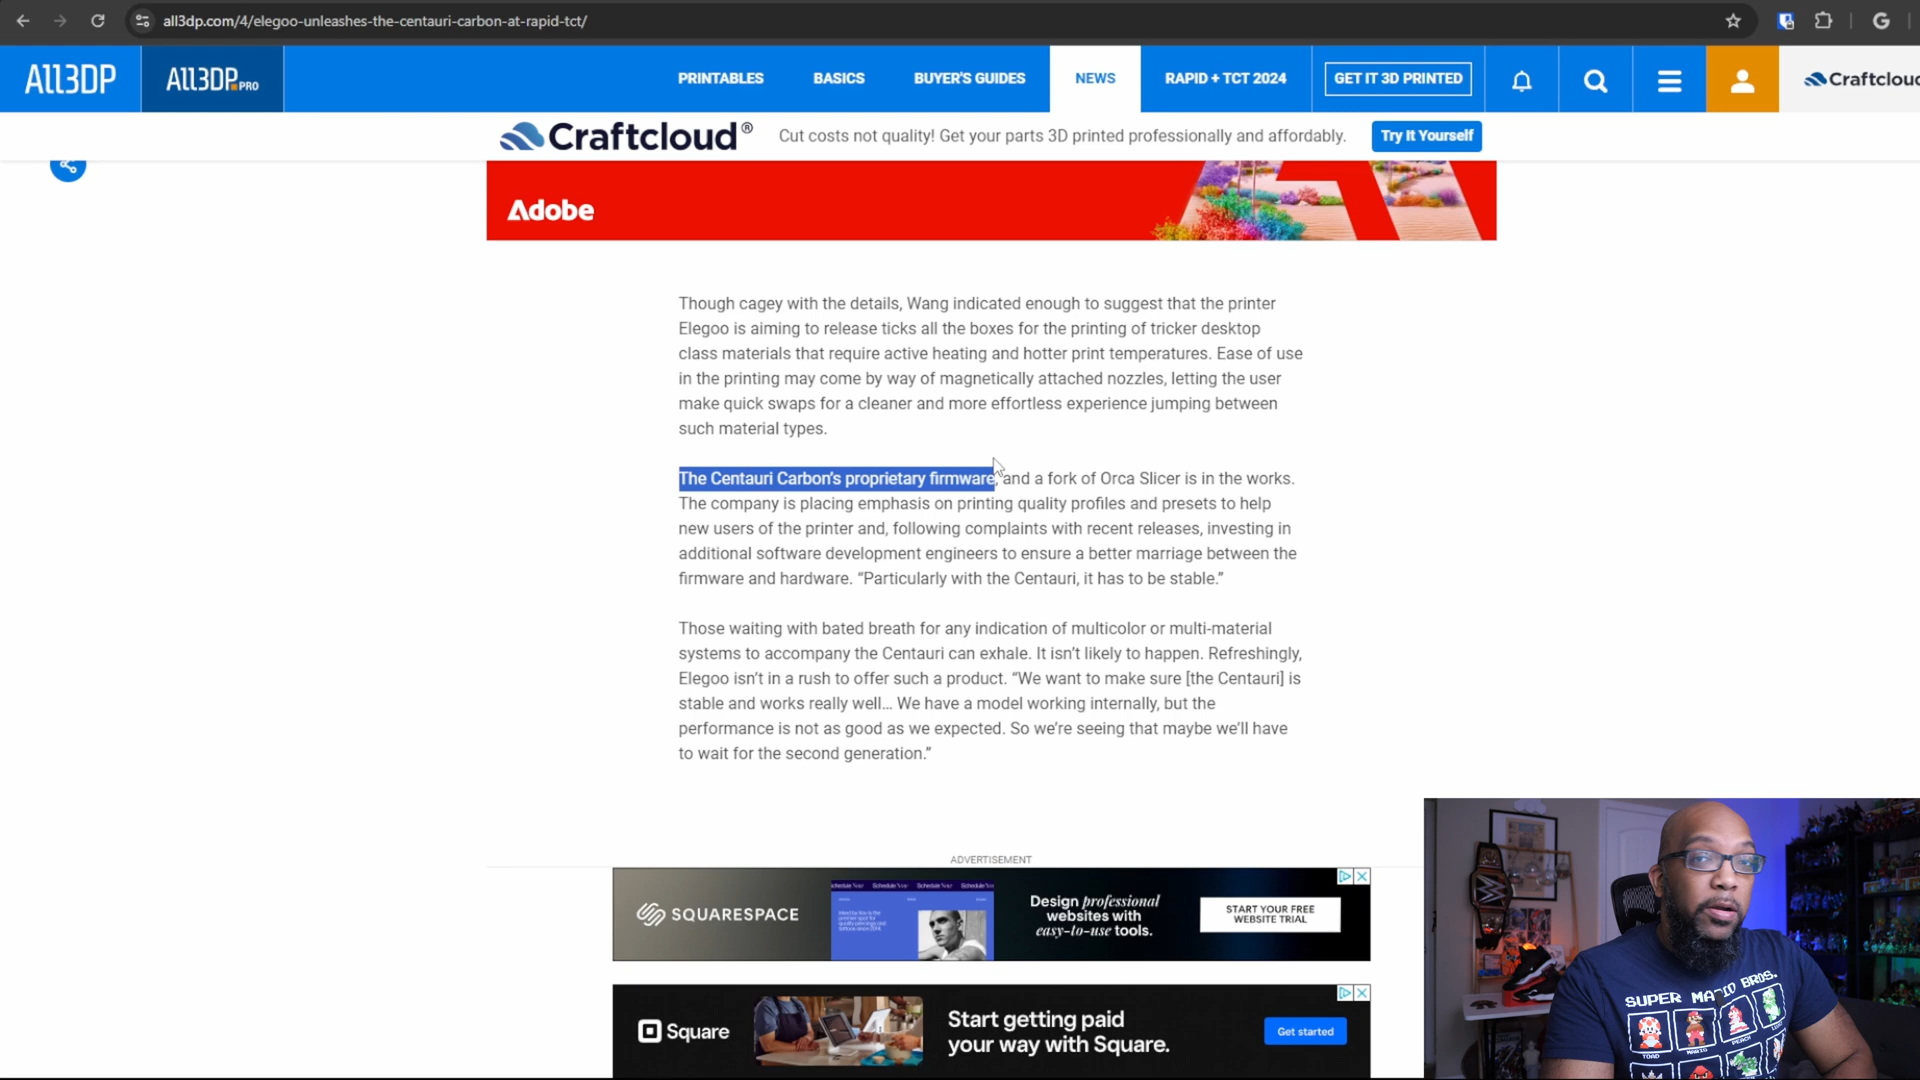 all3dp.com/4/elegoo-unleashes-the-centauri-carbon-at-rapid-tct/
G
ALL3DP
ALL3DP.PRO
PRINTABLES
BASICS
BUYER'S GUIDES
NEWS
RAPID + TCT 2024
GET IT 3D PRINTED
Craftcloud
Craftcloud®
Cut costs not quality! Get your parts 3D printed professionally and affordably.
Try It Yourself
Adobe
Though cagey with the details, Wang indicated enough to suggest that the printer
Elegoo is aiming to release ticks all the boxes for the printing of tricker desktop
class materials that require active heating and hotter print temperatures. Ease of use
in the printing may come by way of magnetically attached nozzles, letting the user
make quick swaps for a cleaner and more effortless experience jumping between
such material types.
The Centauri Carbon’s proprietary firmware, and a fork of Orca Slicer is in the works.
The company is placing emphasis on printing quality profiles and presets to help
new users of the printer and, following complaints with recent releases, investing in
additional software development engineers to ensure a better marriage between the
firmware and hardware. “Particularly with the Centauri, it has to be stable.”
Those waiting with bated breath for any indication of multicolor or multi-material
systems to accompany the Centauri can exhale. It isn’t likely to happen. Refreshingly,
Elegoo isn’t in a rush to offer such a product. “We want to make sure [the Centauri] is
stable and works really well… We have a model working internally, but the
performance is not as good as we expected. So we’re seeing that maybe we’ll have
to wait for the second generation.”
ADVERTISEMENT
SQUARESPACE
Design professional
websites with
easy-to-use tools.
START YOUR FREE
WEBSITE TRIAL
Square
Start getting paid
your way with Square.
Get started
SUPER MARIO BROS.
TOAD
MARIO
PEACH